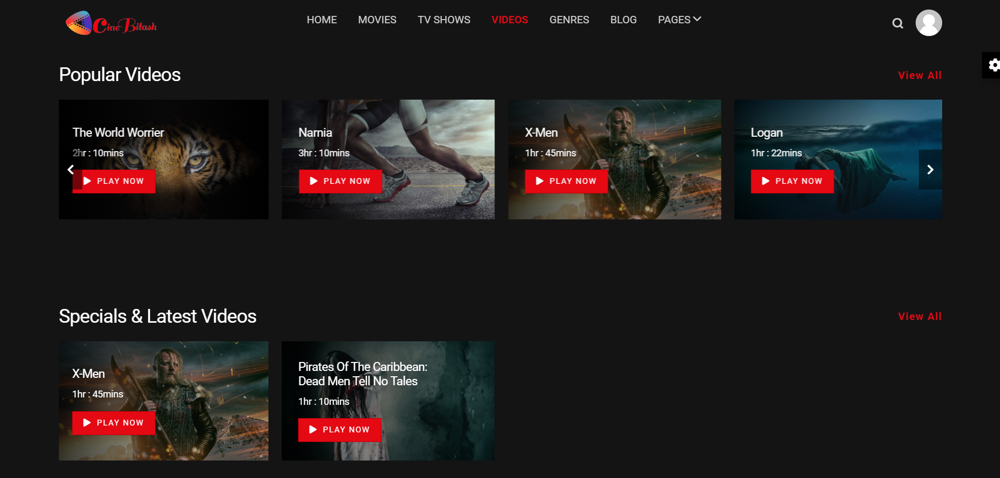 Cine Bilash
HOME MOVIES TV SHOWS VIDEOS GENRES BLOG PAGES
Popular Videos
View All
The World Worrier
2hr : 10mins
PLAY NOW
Narnia
3hr : 10mins
PLAY NOW
X-Men
1hr : 45mins
PLAY NOW
Logan
1hr : 22mins
PLAY NOW
Specials & Latest Videos
View All
X-Men
1hr : 45mins
PLAY NOW
Pirates Of The Caribbean:
Dead Men Tell No Tales
1hr : 10mins
PLAY NOW